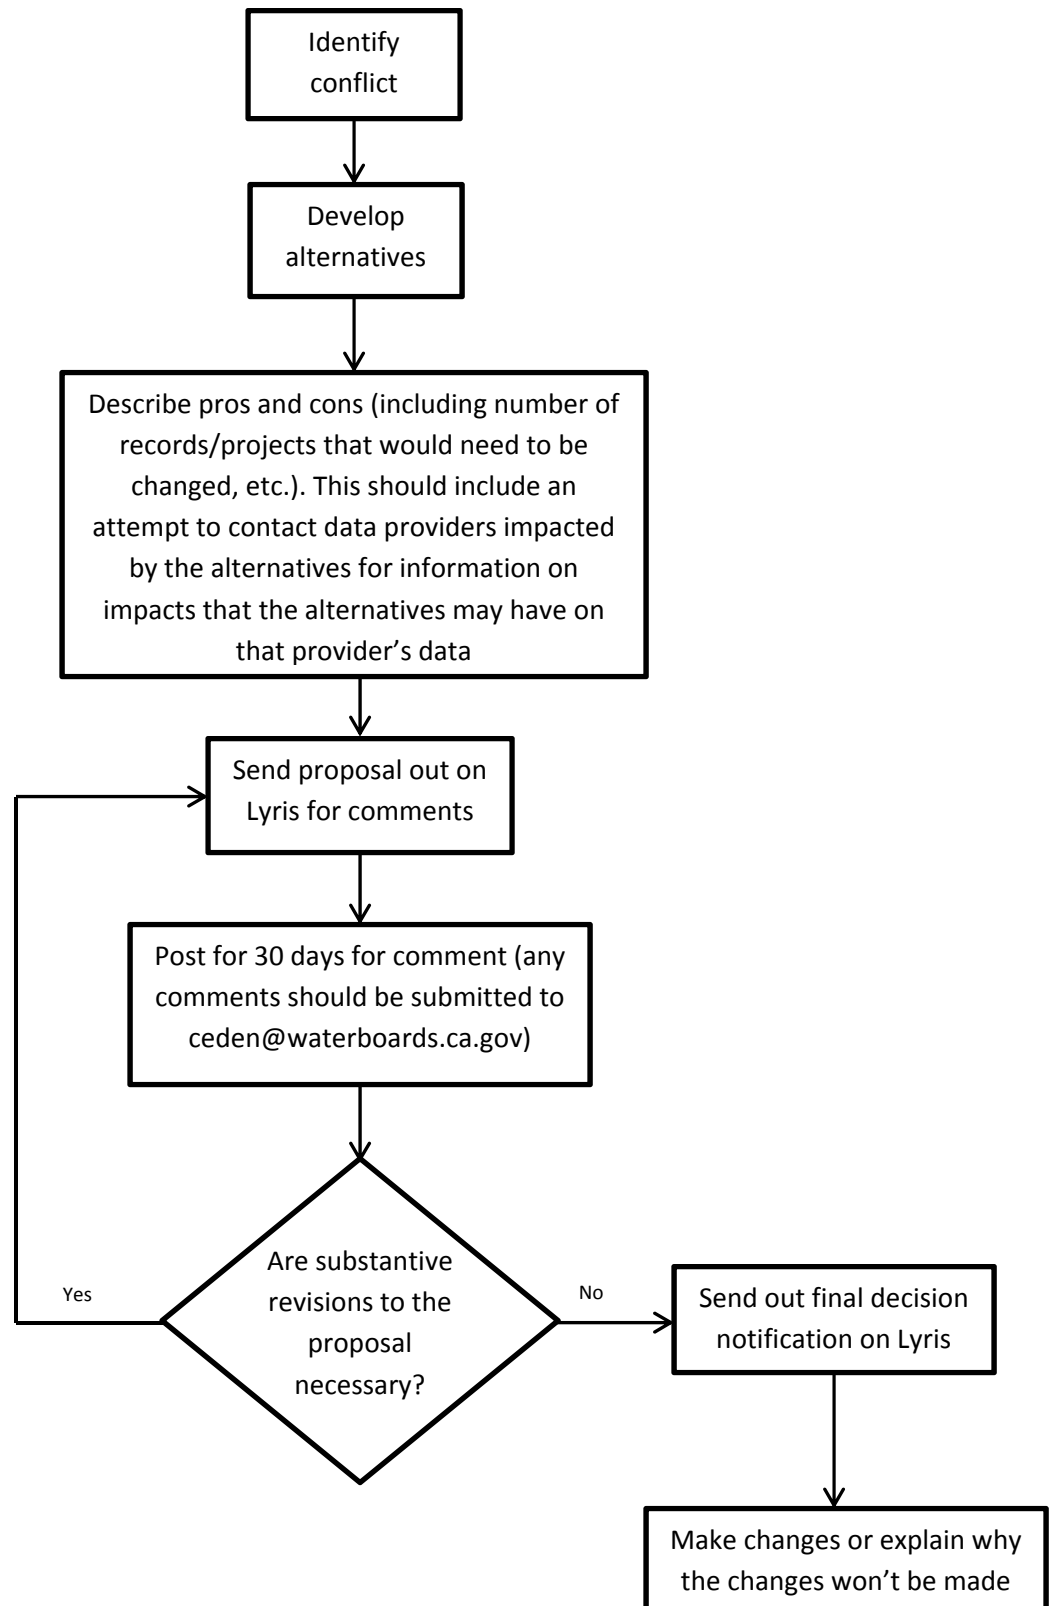 Identify
conflict
Develop
alternatives
Describe pros and cons (including number of
records/projects that would need to be
changed, etc.). This should include an
attempt to contact data providers impacted
by the alternatives for information on
impacts that the alternatives may have on
that provider’s data
Send proposal out on
Lyris for comments
Post for 30 days for comment (any
comments should be submitted to
ceden@waterboards.ca.gov)
Are substantive
revisions to the
proposal
necessary?
Yes
No
Send out final decision
notification on Lyris
Make changes or explain why
the changes won’t be made